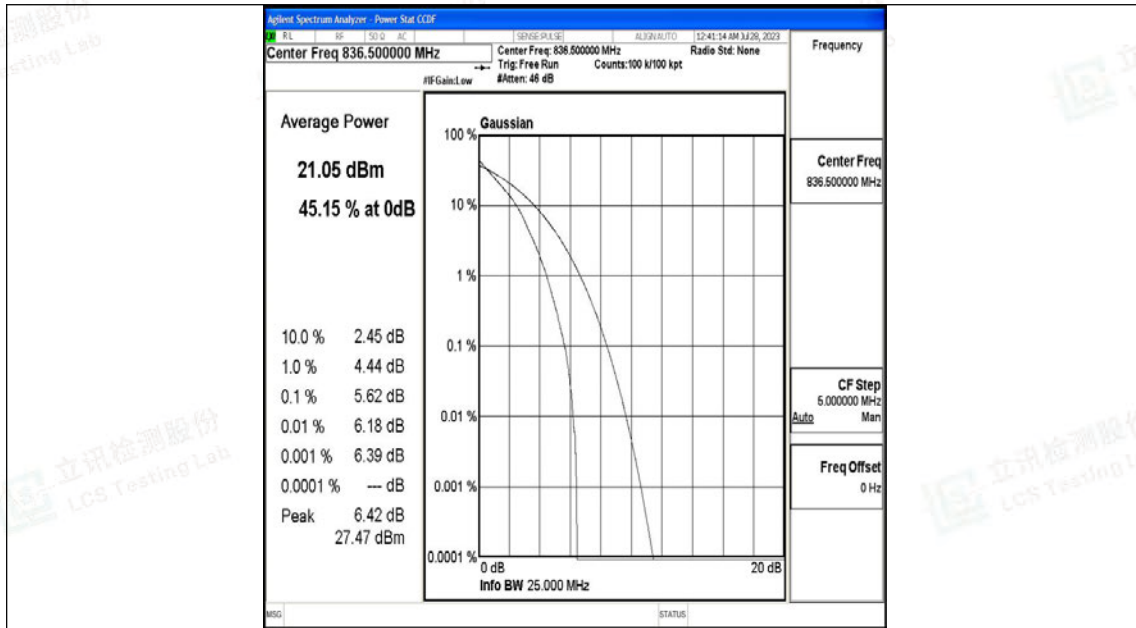 Agilent Spectrum Analyzer - Power Stat CCDF
RL RF 50 Ω AC SENSE:PULSE ALIGNAUTO 12:41:14 AM Jul 28, 2023
Center Freq 836.500000 MHz
Center Freq: 836.500000 MHz Radio Std: None
Trig: Free Run Counts:100 k/100 kpt
#IFGain:Low #Atten: 46 dB
Frequency
Average Power
21.05 dBm
45.15 % at 0dB
10.0 % 2.45 dB
1.0 % 4.44 dB
0.1 % 5.62 dB
0.01 % 6.18 dB
0.001 % 6.39 dB
0.0001 % --- dB
Peak 6.42 dB
27.47 dBm
Gaussian
100 %
10 %
1 %
0.1 %
0.01 %
0.001 %
0.0001 %
0 dB 20 dB
Info BW 25.000 MHz
Center Freq
836.500000 MHz
CF Step
5.000000 MHz
Auto Man
Freq Offset
0 Hz
MSG STATUS
立讯检测股份
LCS Testing Lab
立讯检测股份
LCS Testing L